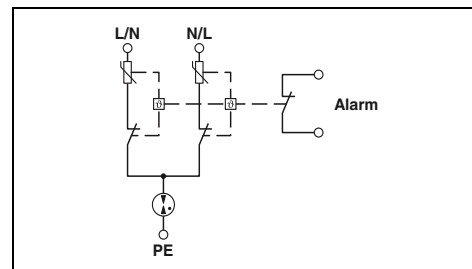 L/N N/L
ϑ ϑ
Alarm
PE